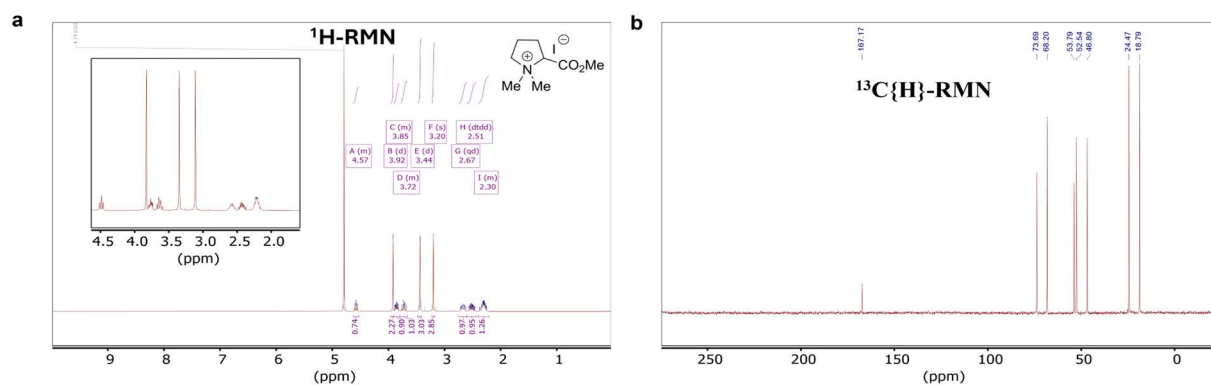 a
¹H-RMN
I⊖
⊕
N
CO₂Me
Me Me
C (m)
3.85
F (s)
3.20
H (dtdd)
2.51
A (m)
4.57
B (d)
3.92
E (d)
3.44
G (qd)
2.67
D (m)
3.72
I (m)
2.30
4.5 4.0 3.5 3.0 2.5 2.0
(ppm)
0.74
2.27
0.90
1.03
3.03
2.85
0.97
0.95
1.26
9 8 7 6 5 4 3 2 1
(ppm)
b
167.17
73.69
68.20
53.79
52.54
46.80
24.47
18.79
¹³C{H}-RMN
250 200 150 100 50 0
(ppm)